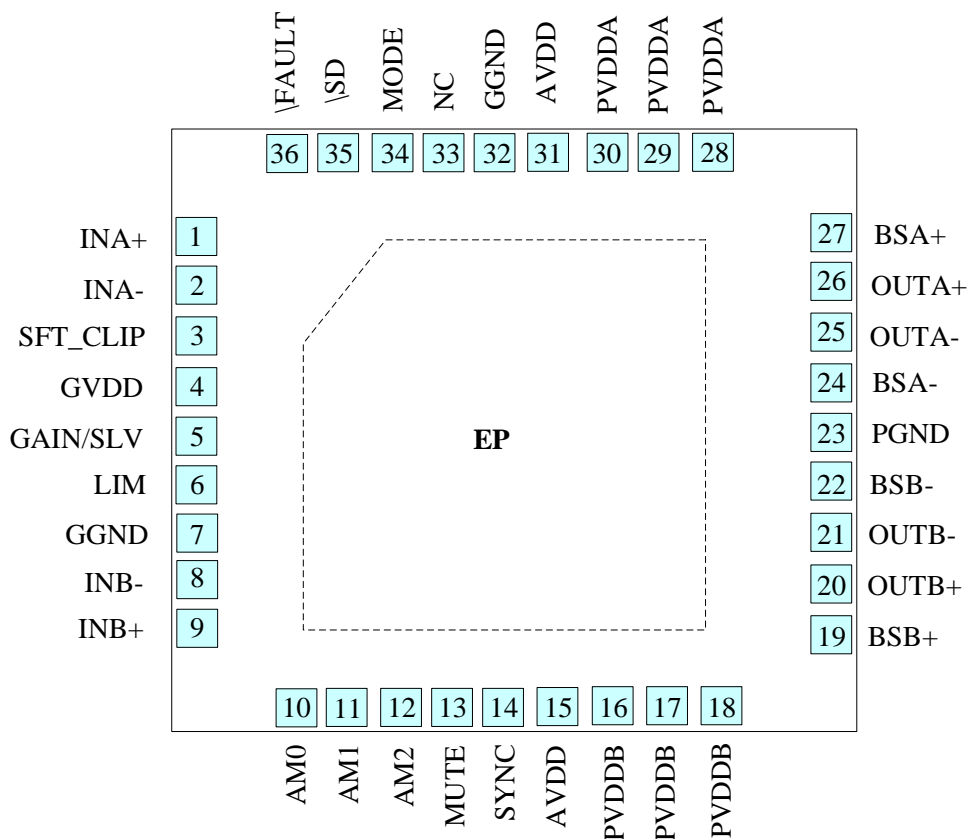 \FAULT
\SD
MODE
NC
GGND
AVDD
PVDDA
PVDDA
PVDDA
36 35 34 33 32 31 30 29 28
INA+ 1 27 BSA+
INA- 2 26 OUTA+
SFT_CLIP 3 25 OUTA-
GVDD 4 24 BSA-
GAIN/SLV 5 EP 23 PGND
LIM 6 22 BSB-
GGND 7 21 OUTB-
INB- 8 20 OUTB+
INB+ 9 19 BSB+
10 11 12 13 14 15 16 17 18
AM0
AM1
AM2
MUTE
SYNC
AVDD
PVDDB
PVDDB
PVDDB